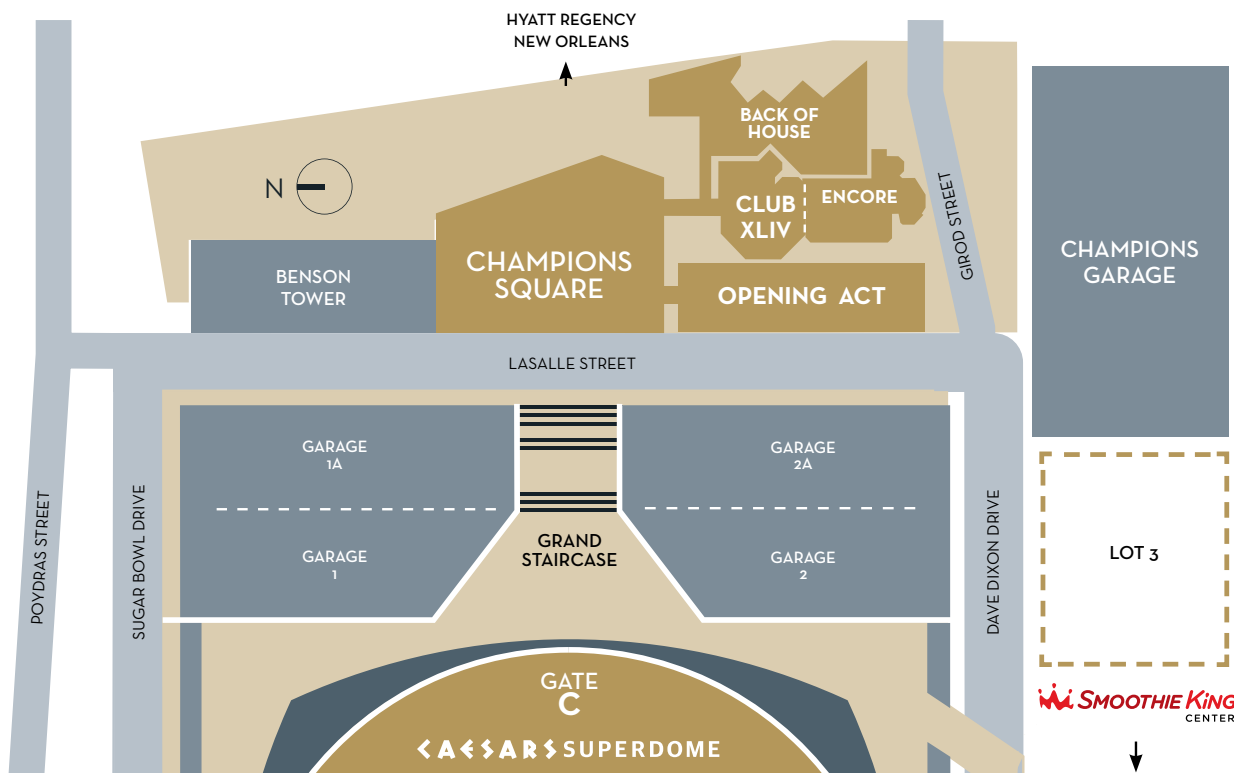 HYATT REGENCY
NEW ORLEANS
BACK OF
HOUSE
N
CLUB
XLIV
ENCORE
GIROD STREET
CHAMPIONS
GARAGE
BENSON
TOWER
CHAMPIONS
SQUARE
OPENING ACT
LASALLE STREET
GARAGE
1A
GARAGE
2A
POYDRAS STREET
SUGAR BOWL DRIVE
GRAND
STAIRCASE
GARAGE
1
GARAGE
2
DAVE DIXON DRIVE
LOT 3
GATE
C
SMOOTHIE KING
CENTER
CAESARS SUPERDOME